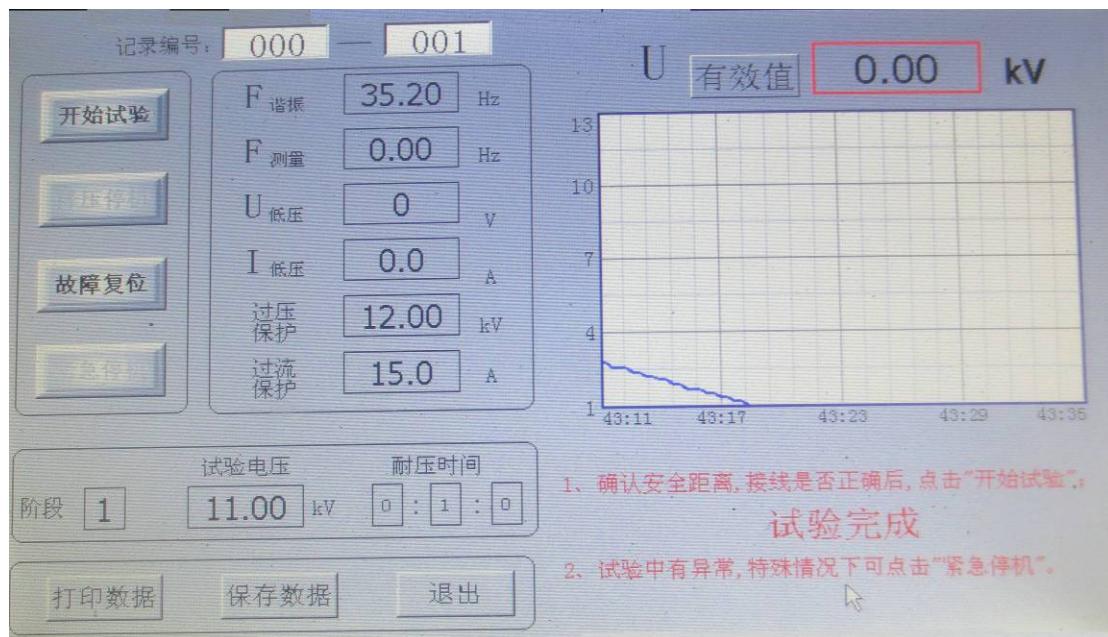 记录编号: 000 — 001
开始试验
故障复位
F 谐振 35.20 Hz
F 测量 0.00 Hz
U 低压 0 V
I 低压 0.0 A
过压保护 12.00 kV
过流保护 15.0 A
U 有效值 0.00 kV
13
10
7
4
1
43:11 43:17 43:23 43:29 43:35
试验电压 耐压时间
阶段 1 11.00 kV 0 : 1 : 0
打印数据 保存数据 退出
1、确认安全距离,接线是否正确后,点击"开始试验";
试验完成
2、试验中有异常,特殊情况下可点击"紧急停机"。